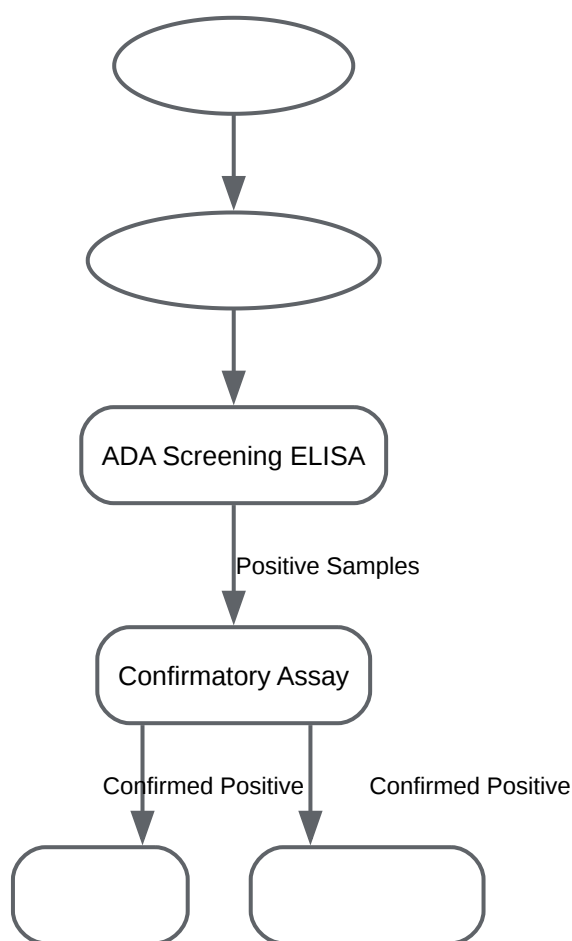 ADA Screening ELISA
Positive Samples
Confirmatory Assay
Confirmed Positive
Confirmed Positive